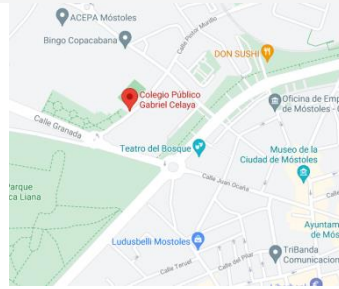 ACEPA Móstoles
Bingo Copacabana
Calle Pintor Murillo
DON SUSHI
Colegio Público
Gabriel Celaya
Oficina de Emp
de Móstoles - C
Calle Granada
Teatro del Bosque
Museo de la
Ciudad de Móstoles
Calle Juan Ocaña
Parque
ca Liana
Ayuntam
de Mós
Ludusbelli Mostoles
TriBanda
Comunicacion
Calle Teruel
Calle del Pilar